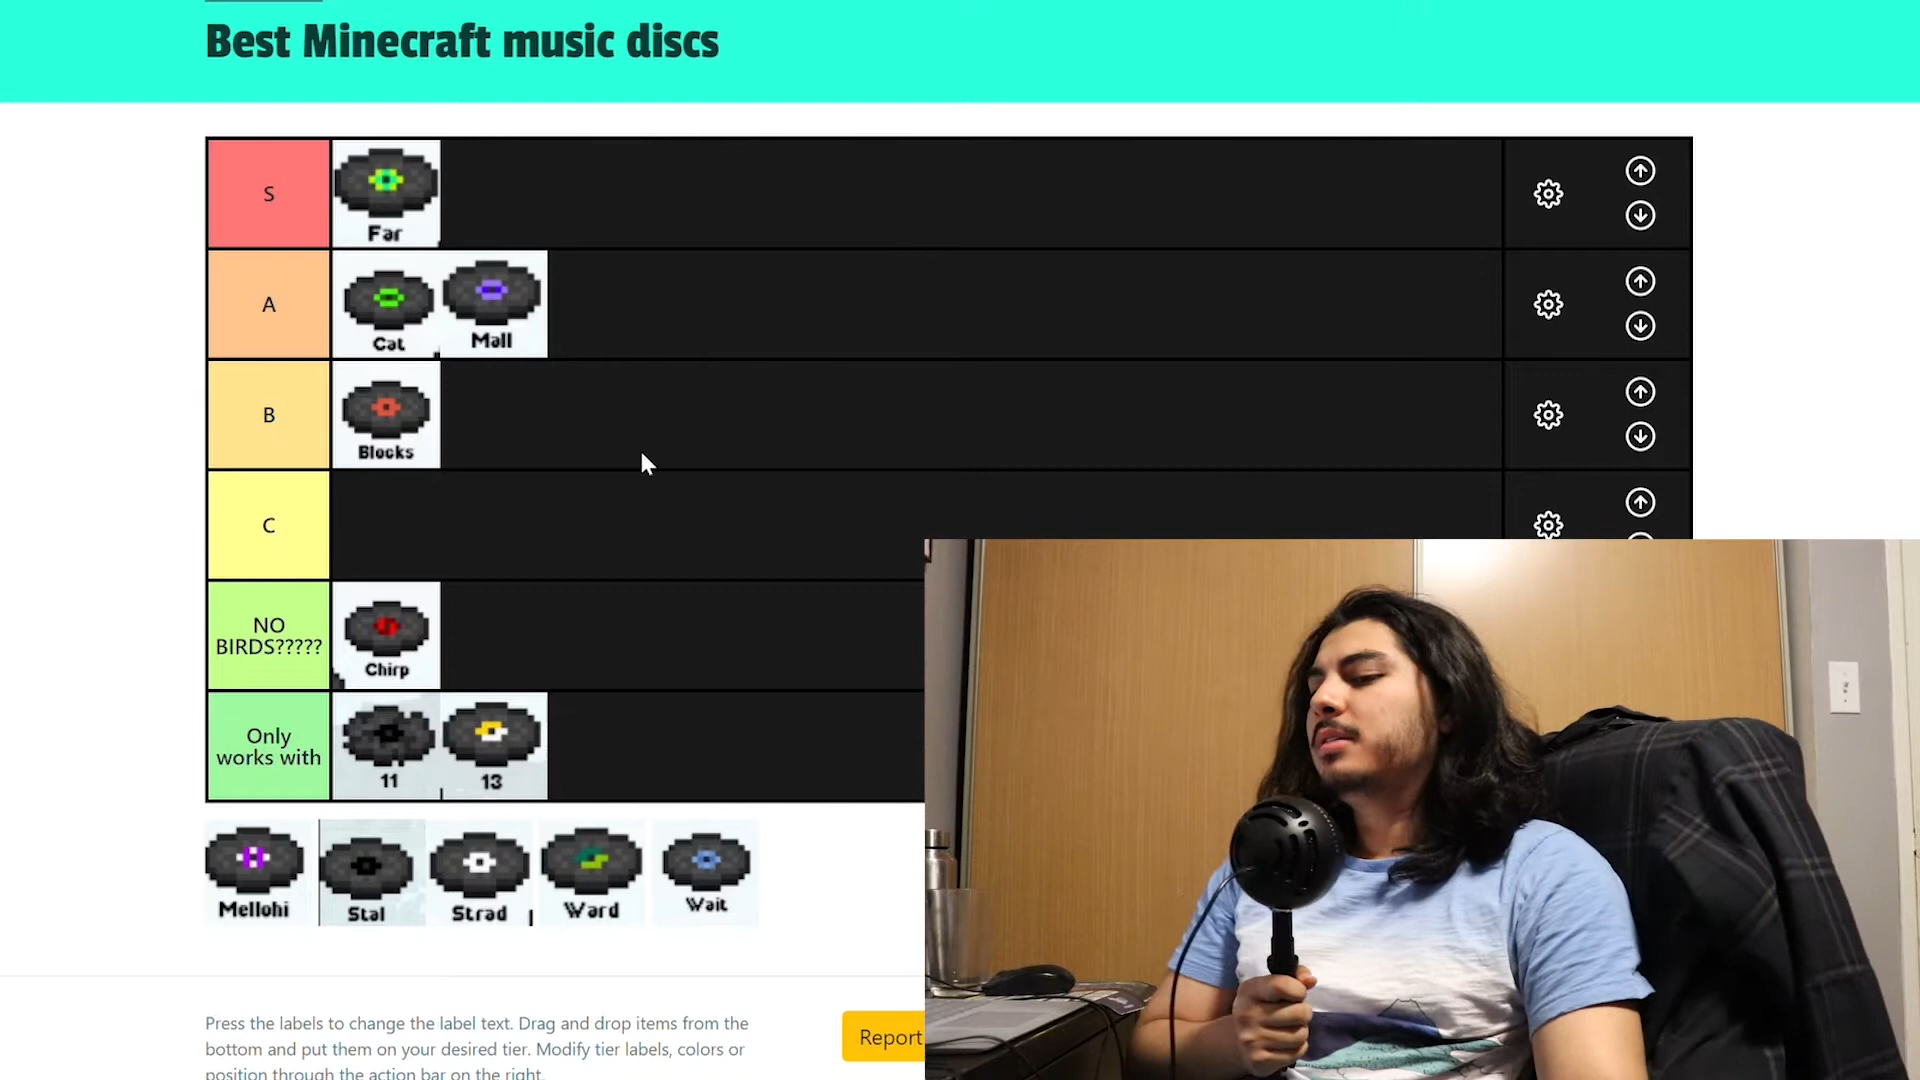 Best Minecraft music discs
S
Far
A
Cat
Mall
B
Blocks
C
NO
BIRDS?????
Chirp
Only
works with
11
13
Mellohi
Stal
Strad
Ward
Wait
Press the labels to change the label text. Drag and drop items from the
bottom and put them on your desired tier. Modify tier labels, colors or
position through the action bar on the right.
Report